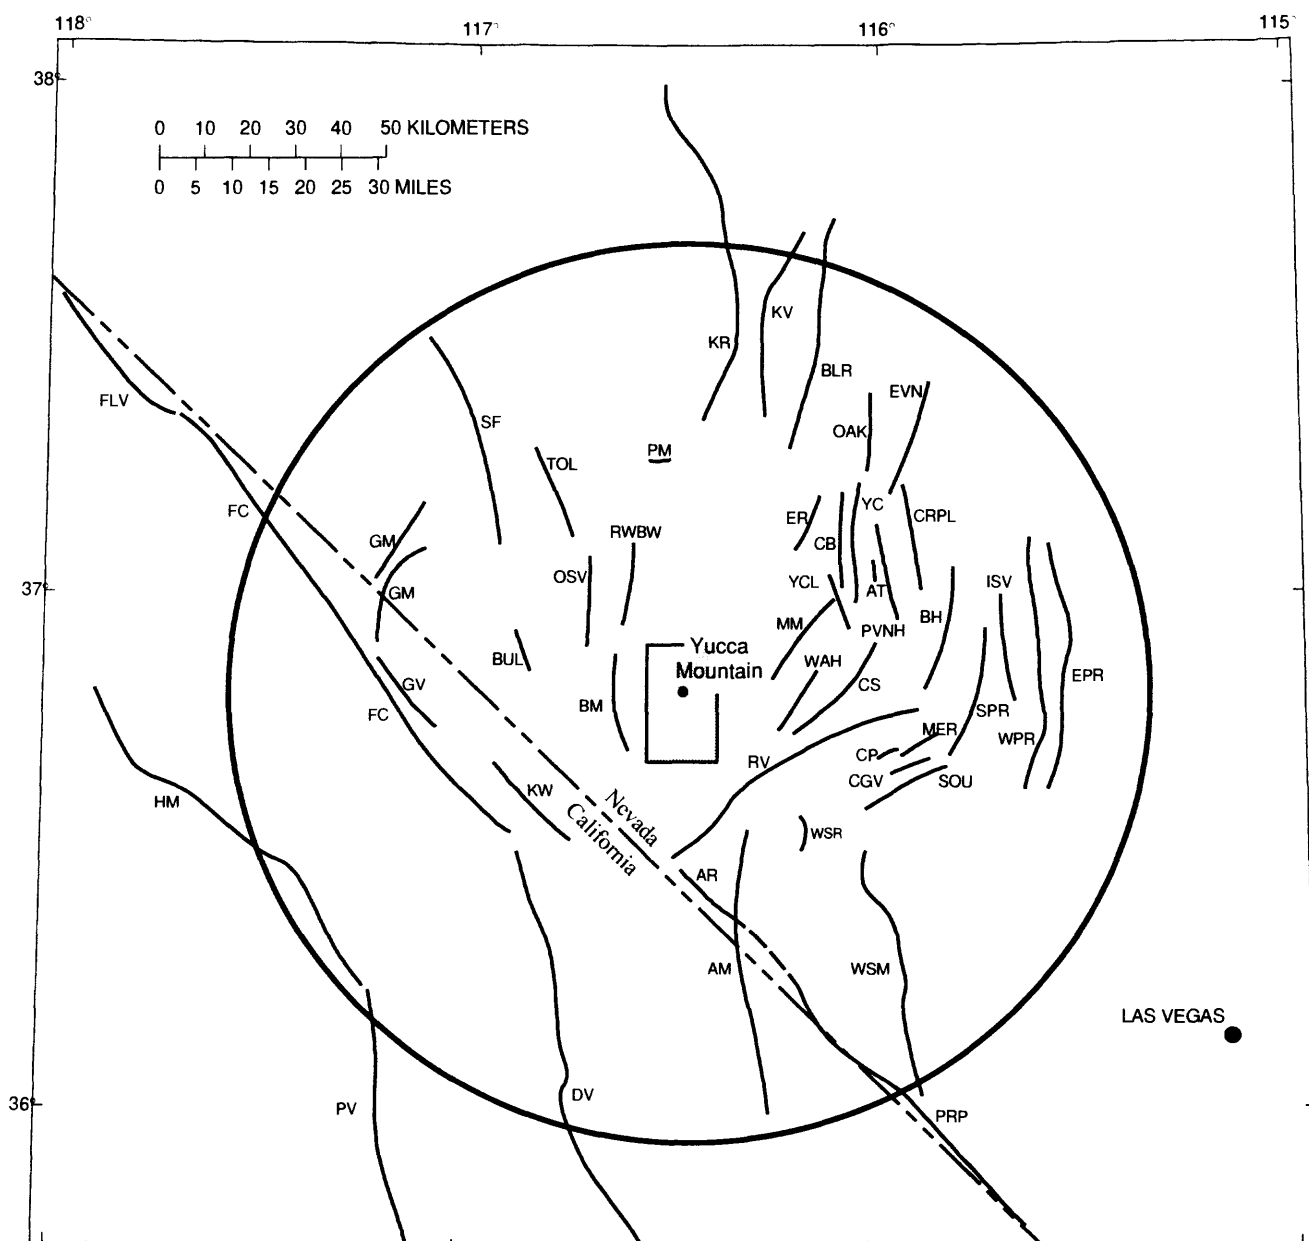 118° 117° 116° 115°
38°
0 10 20 30 40 50 KILOMETERS
0 5 10 15 20 25 30 MILES
KV
KR
BLR
FLV
EVN
SF
OAK
PM
TOL
YC
FC
ER
CRPL
RWBW
GM
CB
OSV
37°
YCL
AT
ISV
GM
BH
MM
PVNH
Yucca
Mountain
BUL
WAH
EPR
GV
CS
BM
FC
SPR
MER
WPR
RV
CP
CGV
SOU
KW
HM
Nevada
California
WSR
AR
AM
WSM
LAS VEGAS
DV
36°
PV
PRP